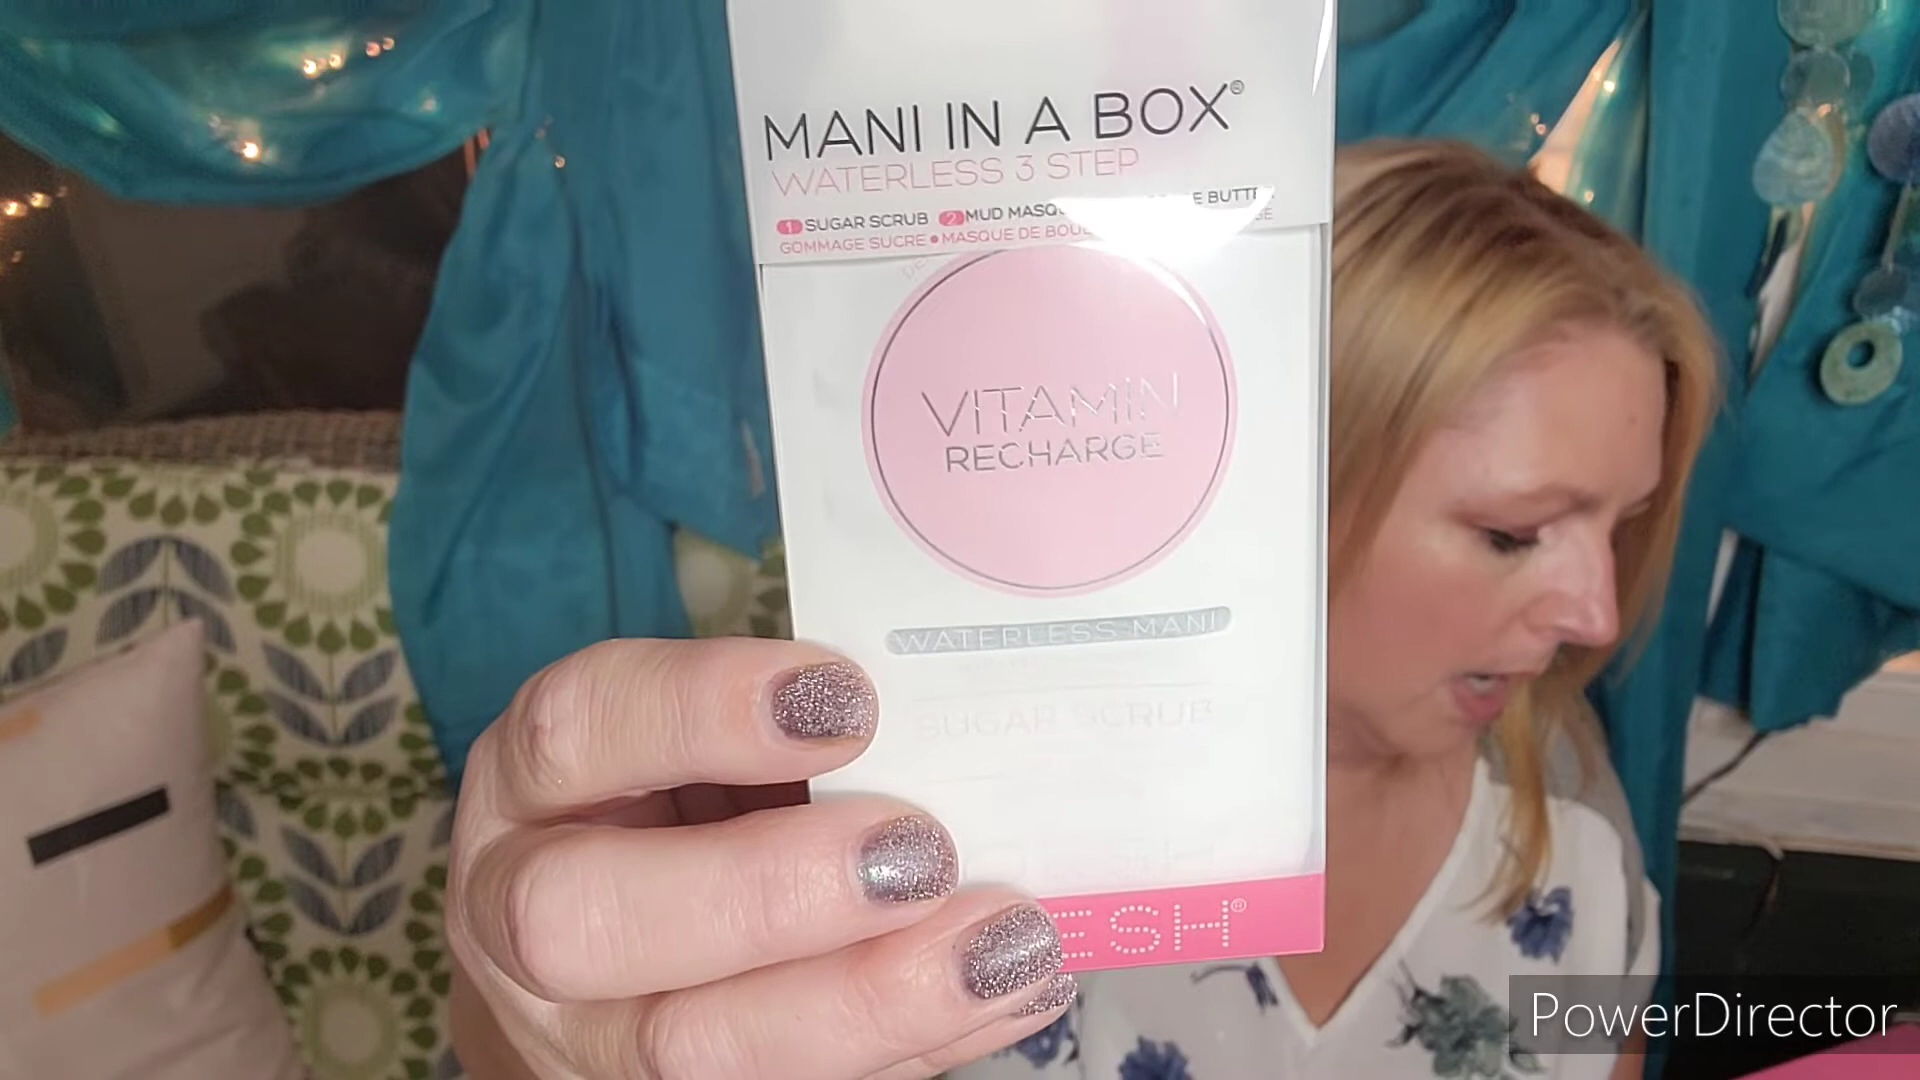 MANI IN A BOX®
WATERLESS 3 STEP
1 SUGAR SCRUB 2 MUD MASQU
GOMMAGE SUCRE • MASQUE DE BOUE
VITAMIN
RECHARGE
WATERLESS MANI
SUGAR SCRUB
ESH®
PowerDirector